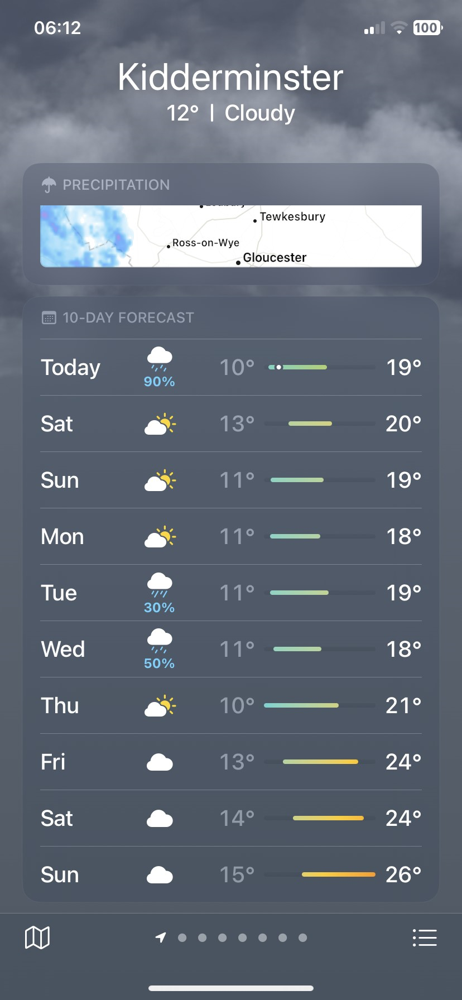 06:12
100
Kidderminster
12° | Cloudy
PRECIPITATION
Tewkesbury
Ross-on-Wye
Gloucester
10-DAY FORECAST
Today 10° 19°
90%
Sat 13° 20°
Sun 11° 19°
Mon 11° 18°
Tue 11° 19°
30%
Wed 11° 18°
50%
Thu 10° 21°
Fri 13° 24°
Sat 14° 24°
Sun 15° 26°